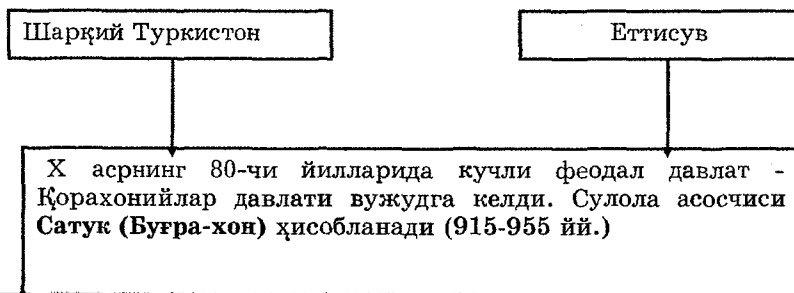 Шарқий Туркистон
Еттисув
X асрнинг 80-чи йилларида кучли феодал давлат -
Қорахонийлар давлати вужудга келди. Сулола асосчиси
Сатук (Буғра-хон) ҳисобланади (915-955 йй.)